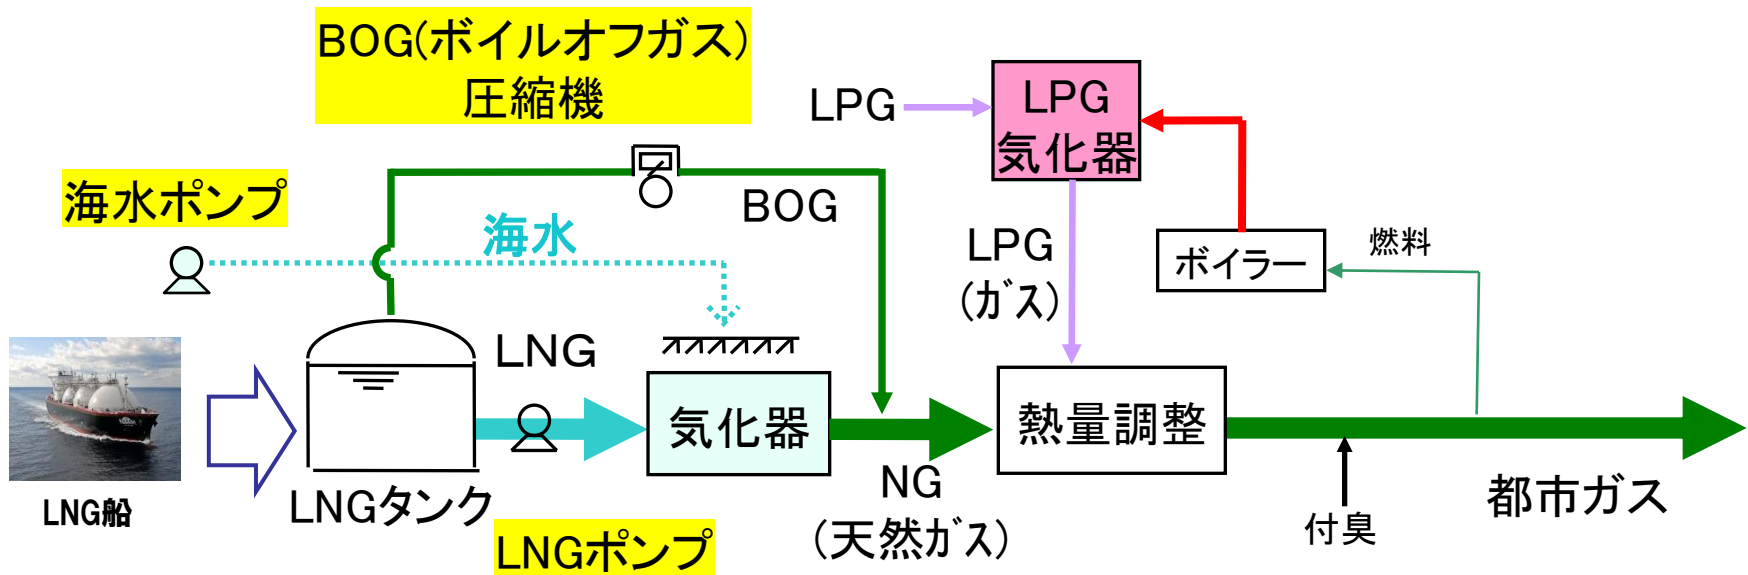 BOG(ボイルオフガス)
圧縮機
LPG
LPG
気化器
海水ポンプ
BOG
海水
LPG
(ガス)
ボイラー
燃料
LNG
気化器
熱量調整
LNG船
LNGタンク
LNGポンプ
NG
(天然ガス)
付臭
都市ガス